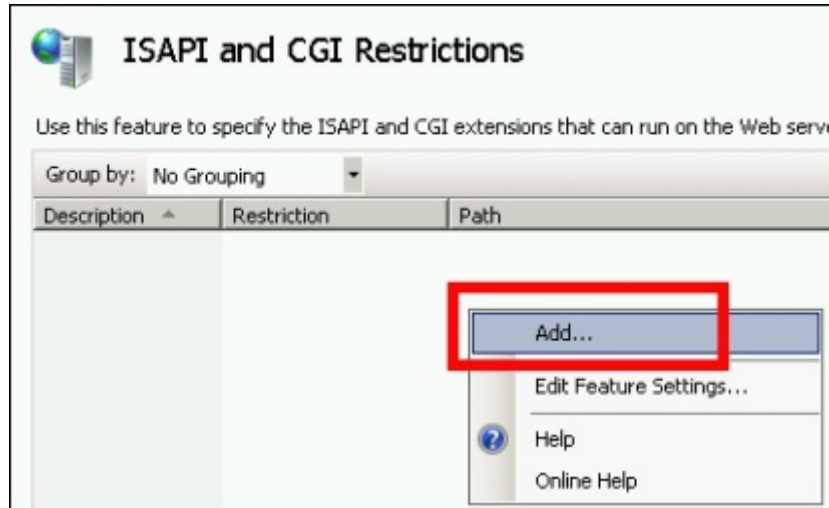 ISAPI and CGI Restrictions
Use this feature to specify the ISAPI and CGI extensions that can run on the Web serve
Group by: No Grouping
Description Restriction Path
Add...
Edit Feature Settings...
Help
Online Help